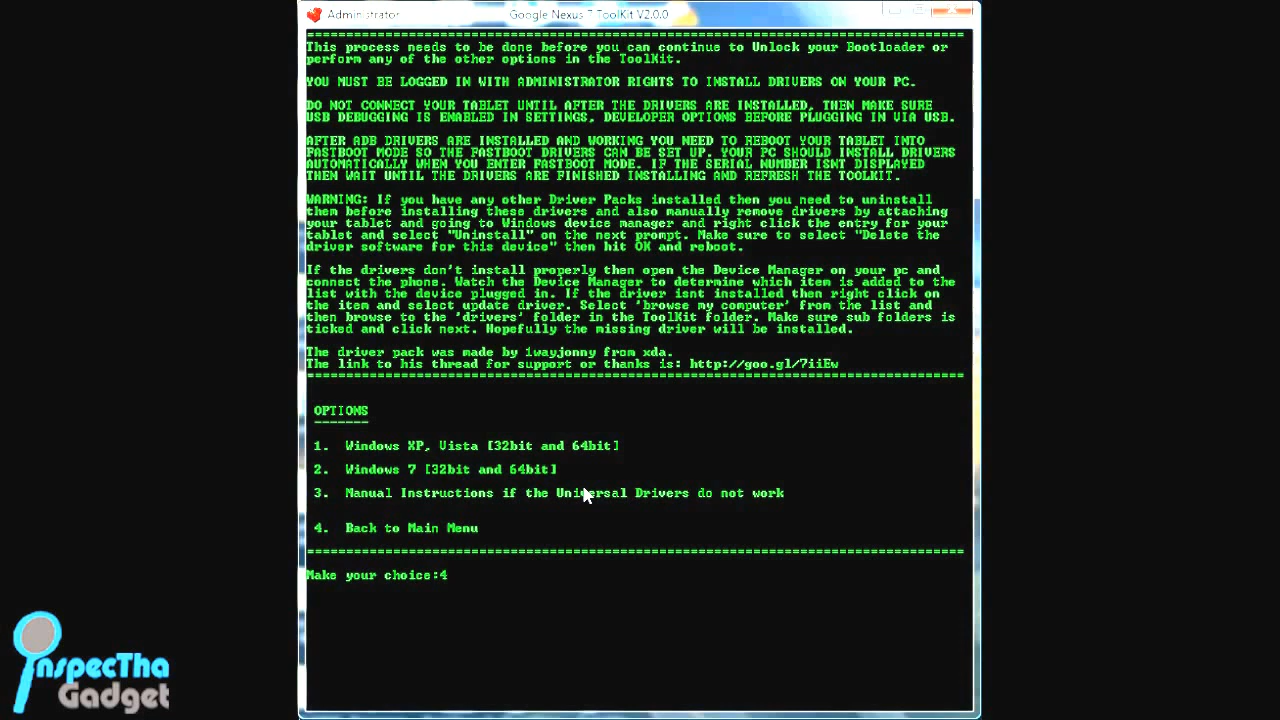 Administrator
Google Nexus 7 ToolKit V2.0.0
This process needs to be done before you can continue to Unlock your Bootloader or
perform any of the other options in the ToolKit.
YOU MUST BE LOGGED IN WITH ADMINISTRATOR RIGHTS TO INSTALL DRIVERS ON YOUR PC.
DO NOT CONNECT YOUR TABLET UNTIL AFTER THE DRIVERS ARE INSTALLED, THEN MAKE SURE
USB DEBUGGING IS ENABLED IN SETTINGS, DEVELOPER OPTIONS BEFORE PLUGGING IN VIA USB.
AFTER ADB DRIVERS ARE INSTALLED AND WORKING YOU NEED TO REBOOT YOUR TABLET INTO
FASTBOOT MODE SO THE FASTBOOT DRIVERS CAN BE SET UP. YOUR PC SHOULD INSTALL DRIVERS
AUTOMATICALLY WHEN YOU ENTER FASTBOOT MODE. IF THE SERIAL NUMBER ISNT DISPLAYED
THEN WAIT UNTIL THE DRIVERS ARE FINISHED INSTALLING AND REFRESH THE TOOLKIT.
WARNING: If you have any other Driver Packs installed then you need to uninstall
them before installing these drivers and also manually remove drivers by attaching
your tablet and going to Windows device manager and right click the entry for your
tablet and select "Uninstall" on the next prompt. Make sure to select "Delete the
driver software for this device" then hit OK and reboot.
If the drivers don't install properly then open the Device Manager on your pc and
connect the phone. Watch the Device Manager to determine which item is added to the
list with the device plugged in. If the driver isnt installed then right click on
the item and select update driver. Select 'browse my computer' from the list and
then browse to the 'drivers' folder in the ToolKit folder. Make sure sub folders is
ticked and click next. Hopefully the missing driver will be installed.
The driver pack was made by 1wayjonny from xda.
The link to his thread for support or thanks is: http://goo.gl/7iiEw
OPTIONS
1. Windows XP, Vista [32bit and 64bit]
2. Windows 7 [32bit and 64bit]
3. Manual Instructions if the Universal Drivers do not work
4. Back to Main Menu
Make your choice:4
InspecTha
Gadget